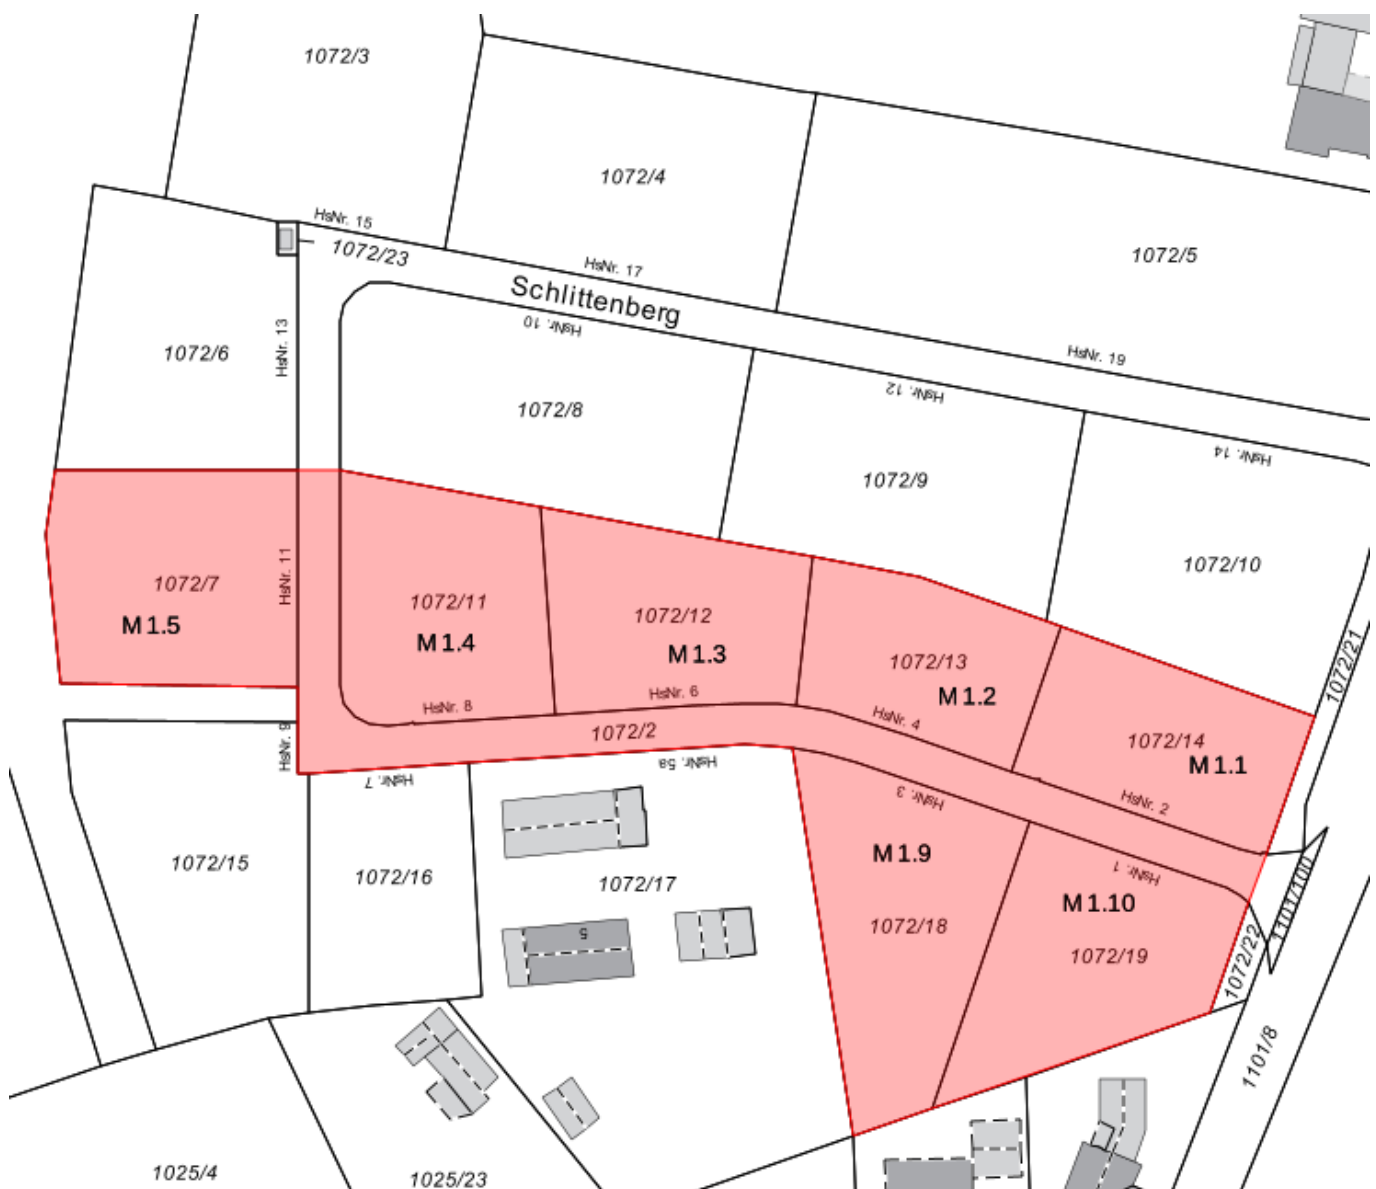 1072/3
1072/4
HsNr. 15
1072/23
HsNr. 17
1072/5
Schlittenberg
HsNr. 10
HsNr. 13
1072/6
HsNr. 19
HsNr. 12
1072/8
HsNr. 14
1072/9
1072/10
HsNr. 11
1072/7
M 1.5
1072/11
M 1.4
1072/12
M 1.3
1072/13
M 1.2
1072/21
HsNr. 8
HsNr. 6
HsNr. 4
1072/2
1072/14
M 1.1
HsNr. 9
HsNr. 7
HsNr. 5a
HsNr. 3
HsNr. 2
1072/15
1072/16
1072/17
M 1.9
HsNr. 1
M 1.10
1101/100
5
1072/18
1072/19
1072/22
1101/8
1025/4
1025/23